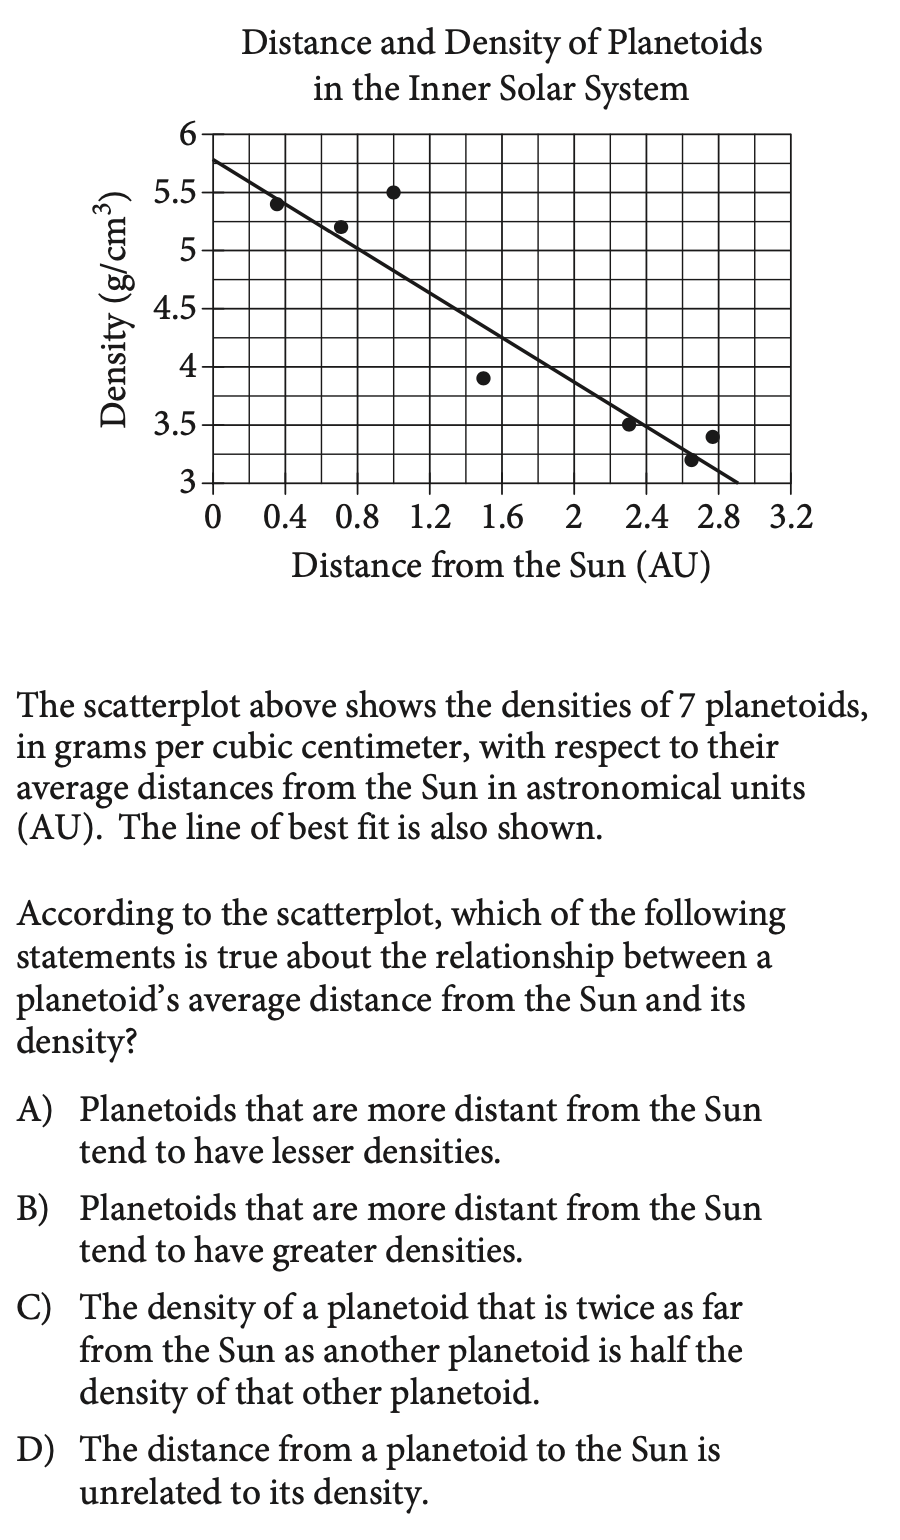 Distance and Density of Planetoids
in the Inner Solar System
6
5.5
5
4.5
4
3.5
3
Density (g/cm³)
0 0.4 0.8 1.2 1.6 2 2.4 2.8 3.2
Distance from the Sun (AU)
The scatterplot above shows the densities of 7 planetoids,
in grams per cubic centimeter, with respect to their
average distances from the Sun in astronomical units
(AU). The line of best fit is also shown.
According to the scatterplot, which of the following
statements is true about the relationship between a
planetoid’s average distance from the Sun and its
density?
A) Planetoids that are more distant from the Sun
tend to have lesser densities.
B) Planetoids that are more distant from the Sun
tend to have greater densities.
C) The density of a planetoid that is twice as far
from the Sun as another planetoid is half the
density of that other planetoid.
D) The distance from a planetoid to the Sun is
unrelated to its density.